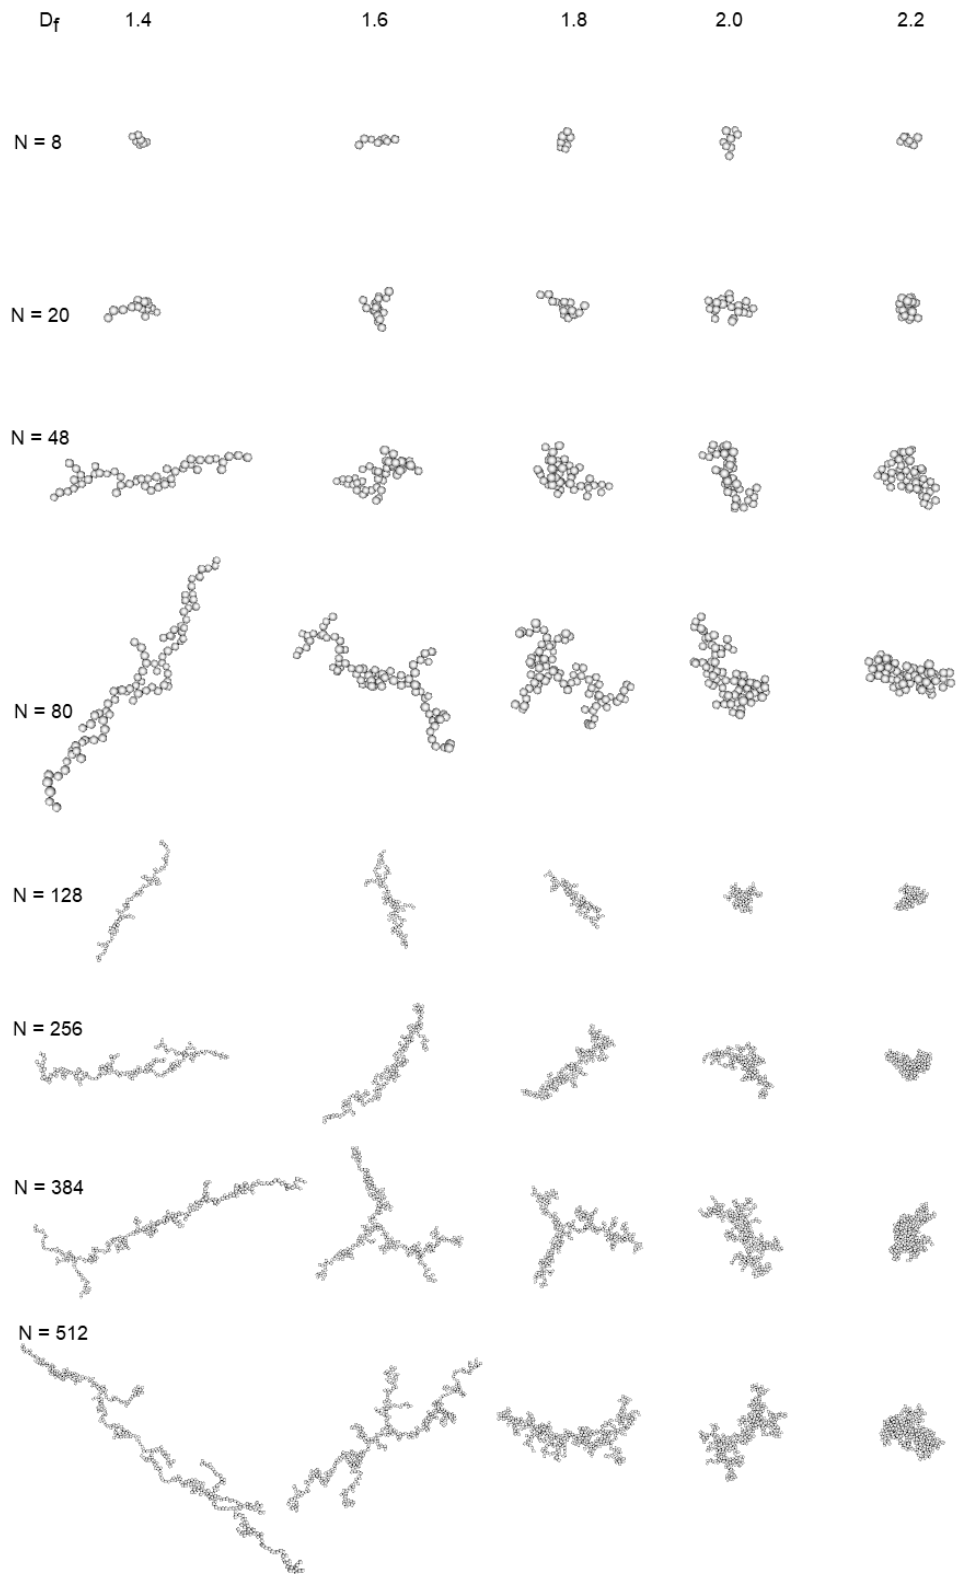 Df 1.4 1.6 1.8 2.0 2.2
N = 8
N = 20
N = 48
N = 80
N = 128
N = 256
N = 384
N = 512